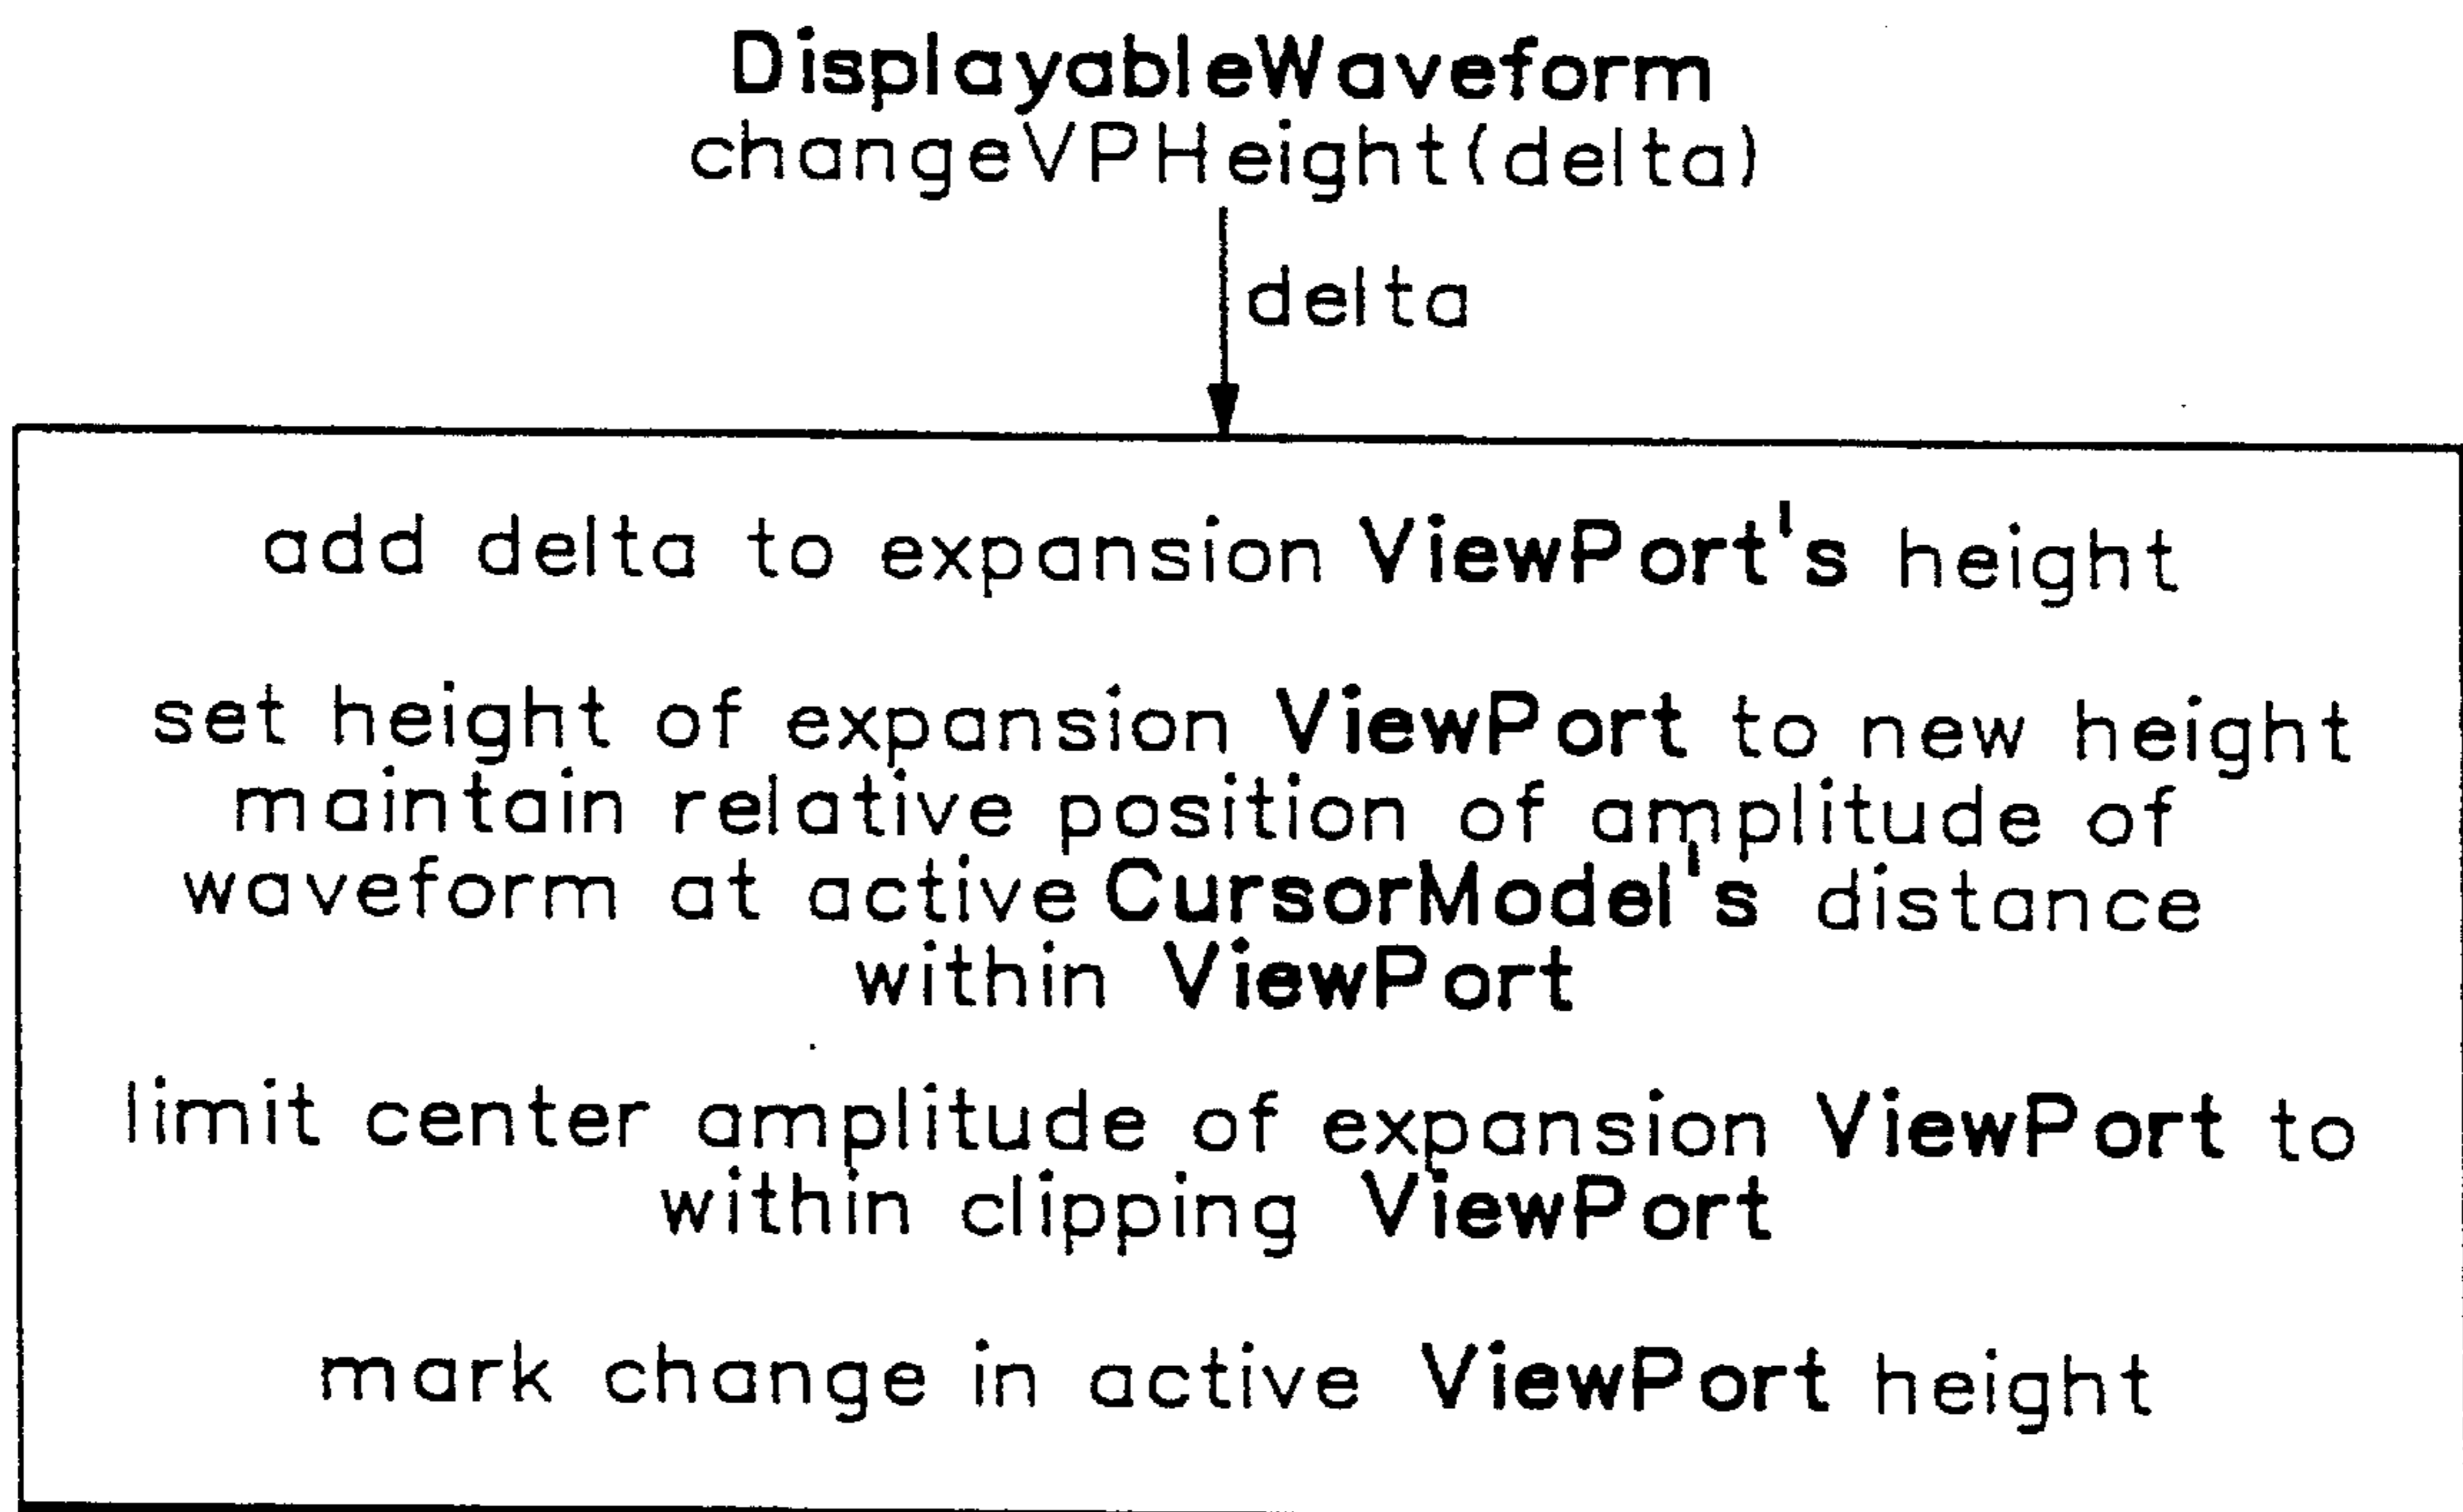 DisplayableWaveform
changeVPHeight(delta)
delta
add delta to expansion ViewPort's height
set height of expansion ViewPort to new height
maintain relative position of amplitude of
waveform at active CursorModel's distance
within ViewPort
limit center amplitude of expansion ViewPort to
within clipping ViewPort
mark change in active ViewPort height